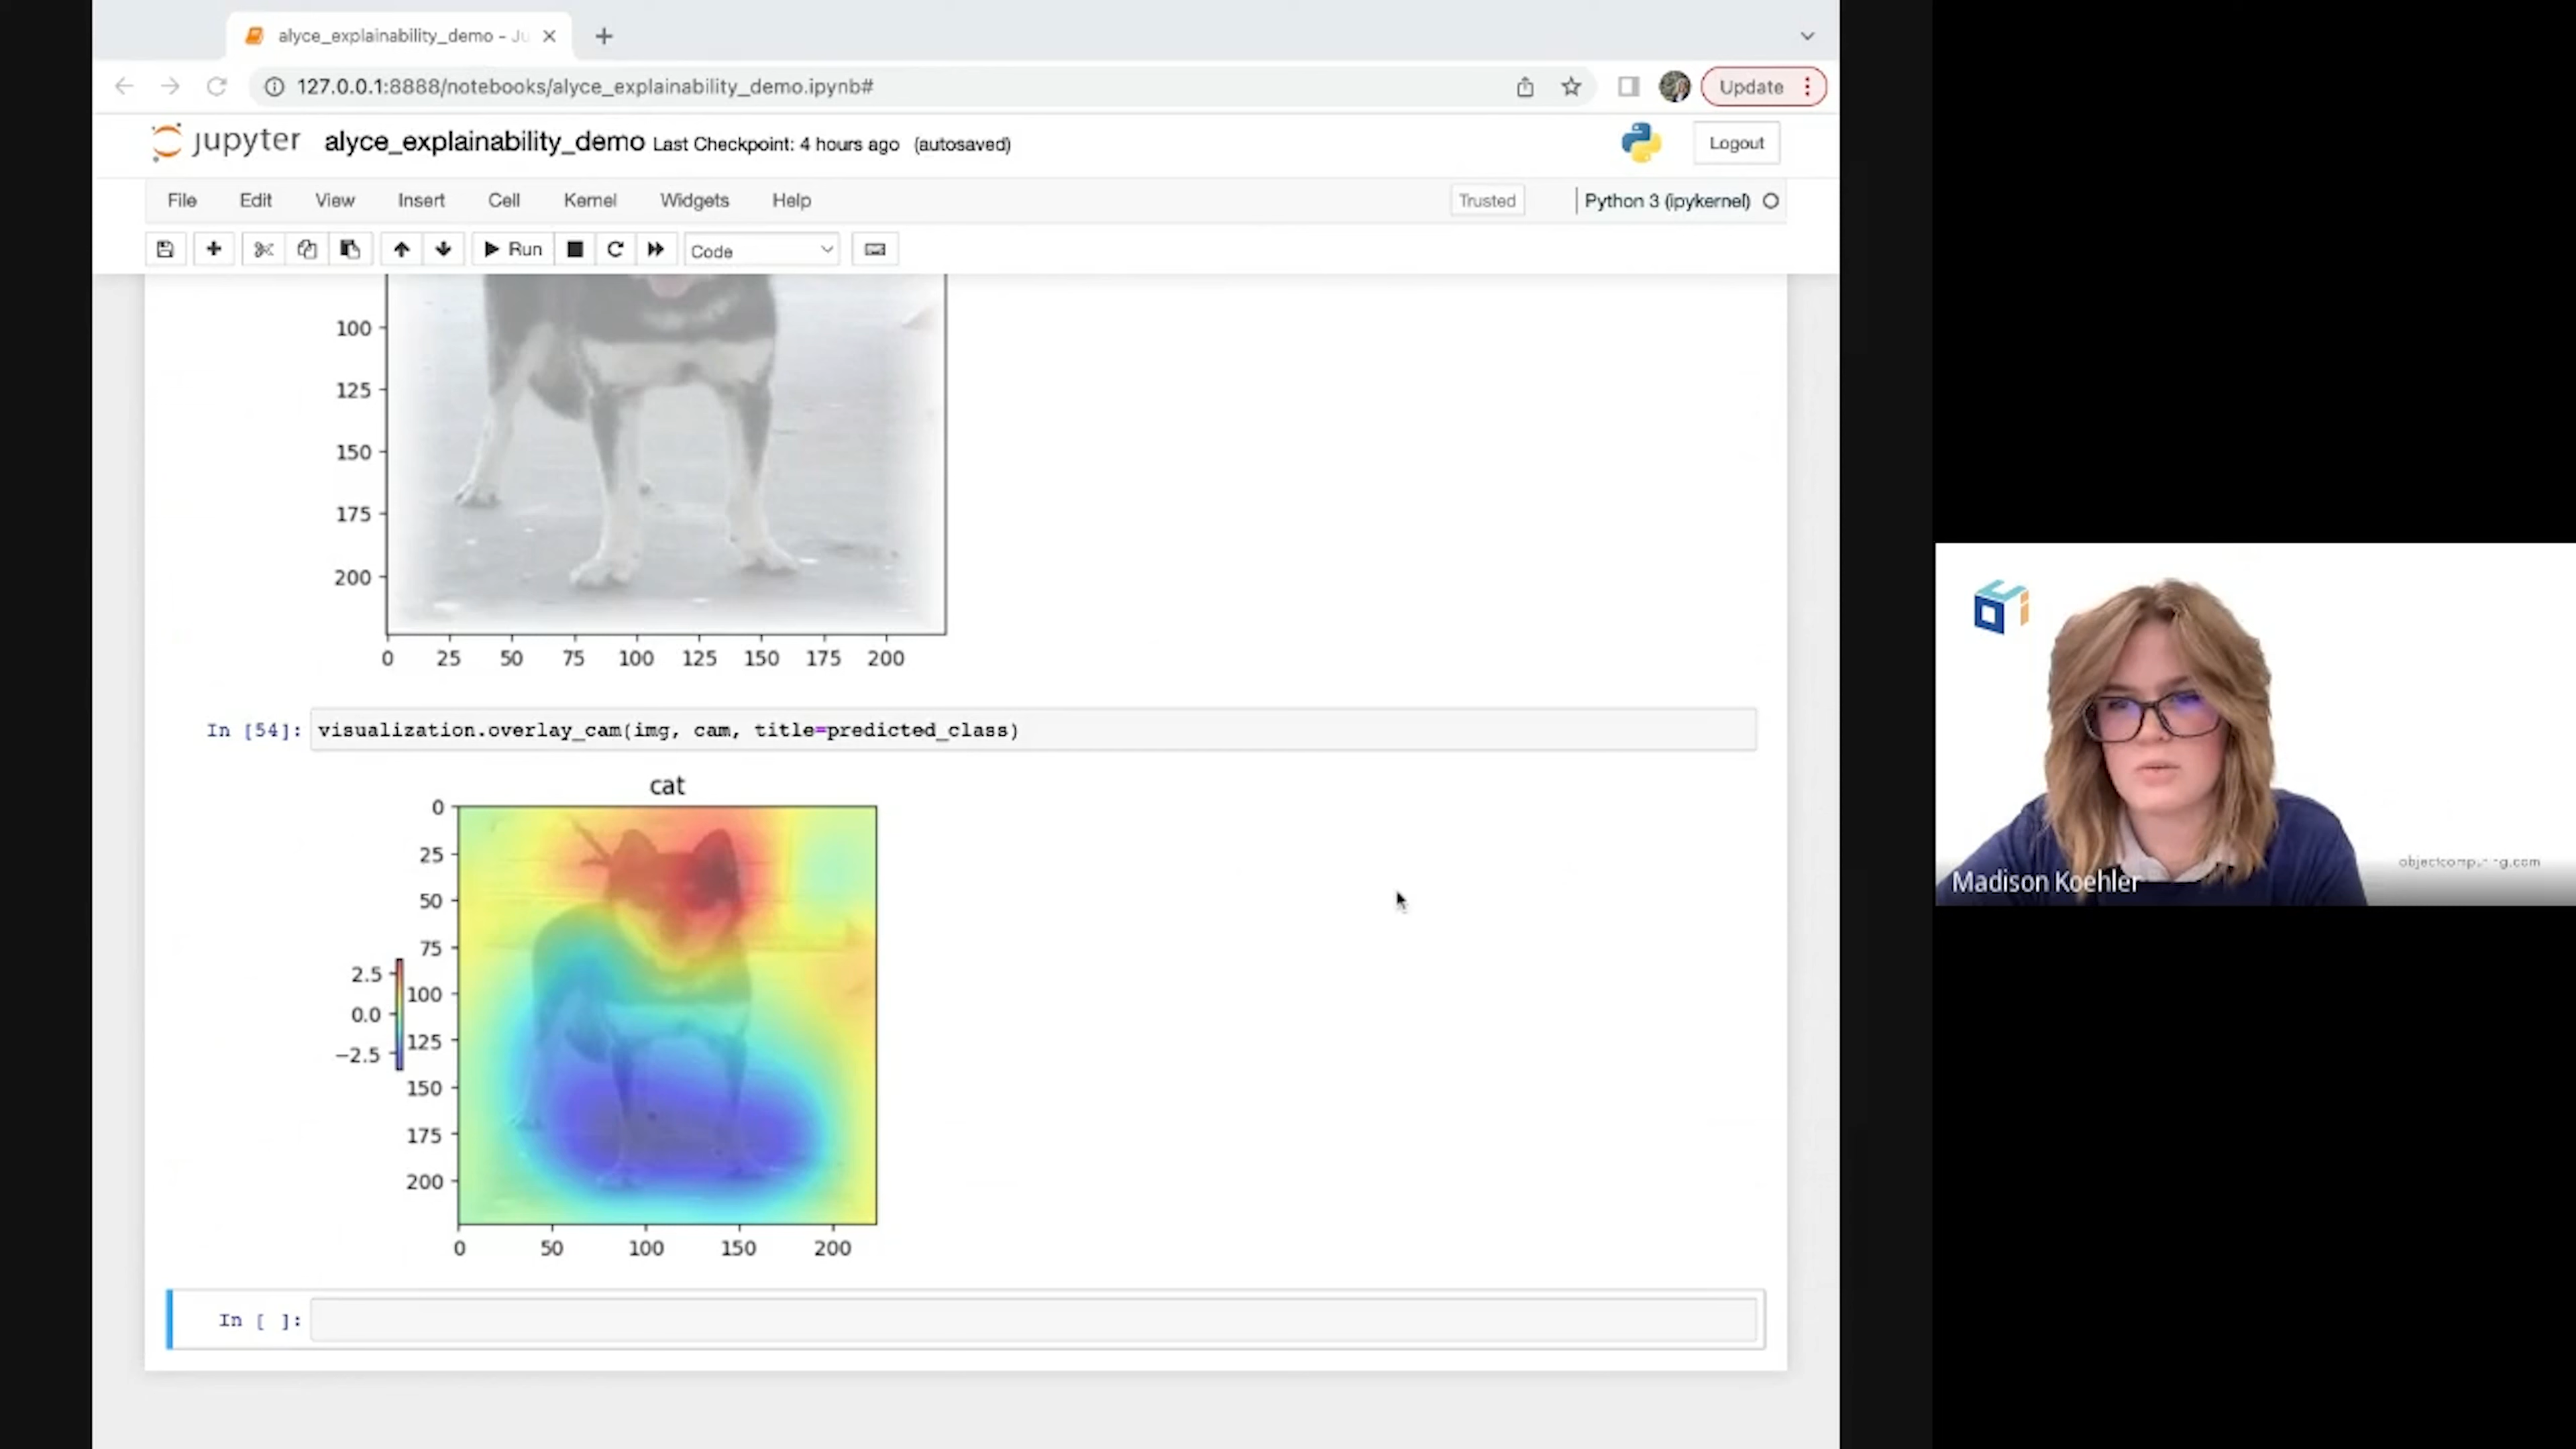 alyce_explainability_demo - Ju
127.0.0.1:8888/notebooks/alyce_explainability_demo.ipynb#
Update
jupyter alyce_explainability_demo Last Checkpoint: 4 hours ago (autosaved)
Logout
File Edit View Insert Cell Kernel Widgets Help
Trusted
Python 3 (ipykernel)
Run
Code
100
125
150
175
200
0 25 50 75 100 125 150 175 200
In [54]: visualization.overlay_cam(img, cam, title=predicted_class)
cat
0
25
50
75
100
125
150
175
200
2.5
0.0
−2.5
0 50 100 150 200
In [ ]:
Madison Koehler